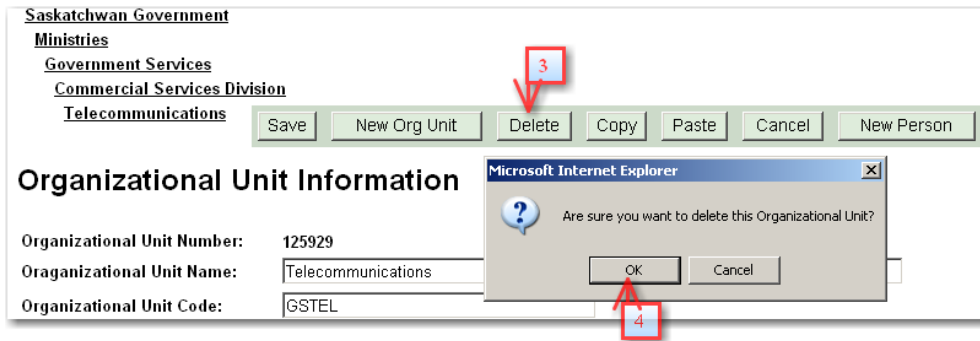 Saskatchwan Government
Ministries
Government Services
Commercial Services Division
Telecommunications
3
Save New Org Unit Delete Copy Paste Cancel New Person
Organizational Unit Information
Microsoft Internet Explorer
Are sure you want to delete this Organizational Unit?
OK Cancel
4
Organizational Unit Number: 125929
Oraganizational Unit Name: Telecommunications
Organizational Unit Code: GSTEL